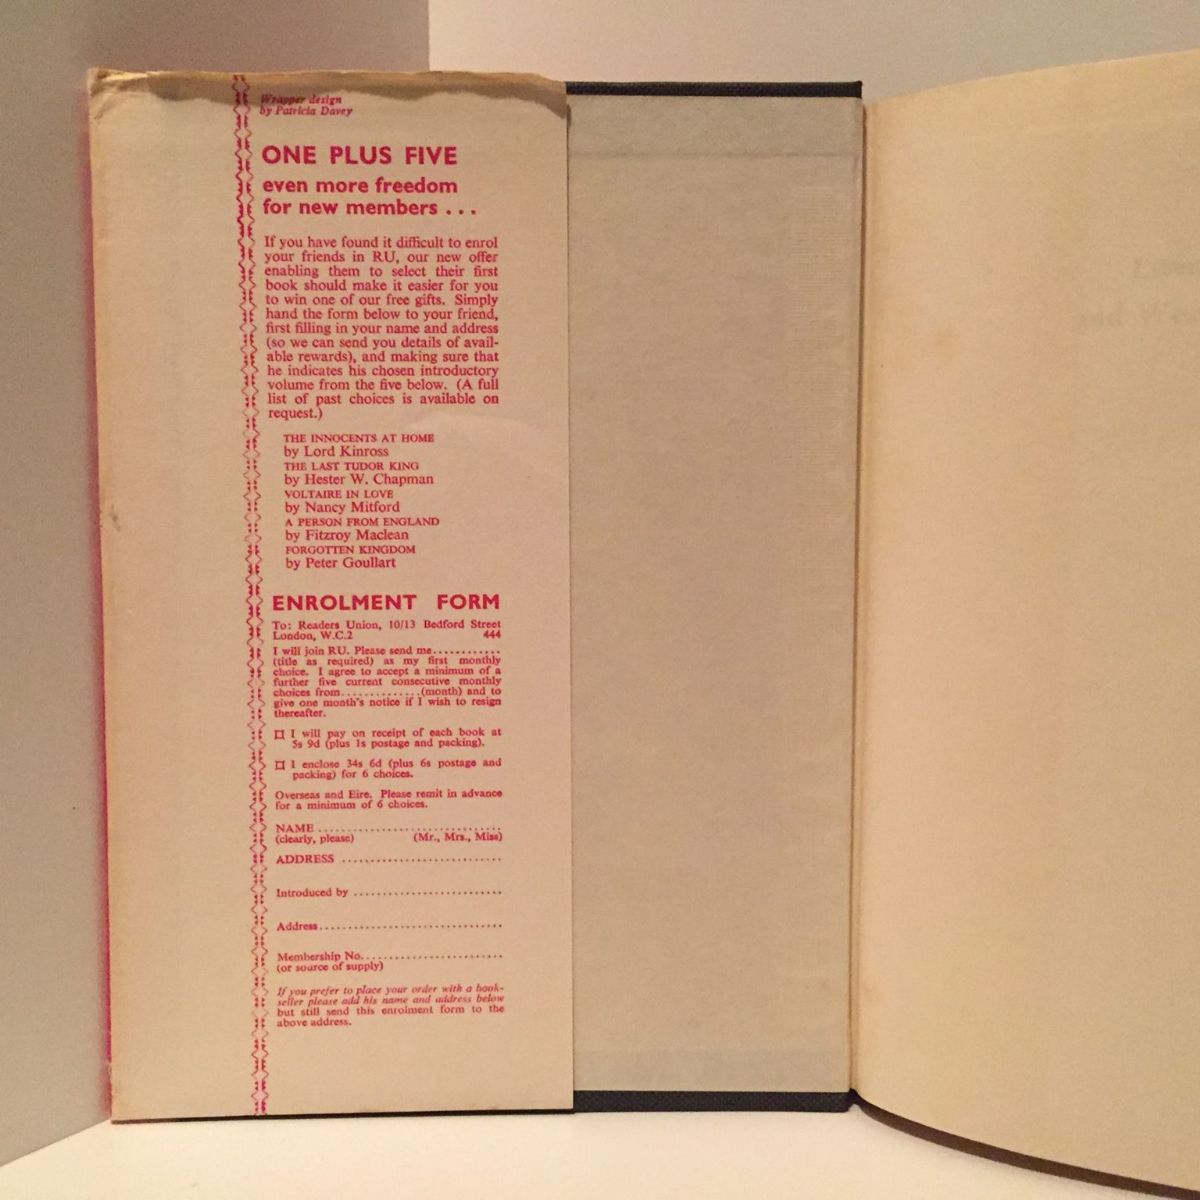 Wrapper design
by Patricia Davey
ONE PLUS FIVE
even more freedom
for new members . . .
If you have found it difficult to enrol
your friends in RU, our new offer
enabling them to select their first
book should make it easier for you
to win one of our free gifts. Simply
hand the form below to your friend,
first filling in your name and address
(so we can send you details of avail-
able rewards), and making sure that
he indicates his chosen introductory
volume from the five below. (A full
list of past choices is available on
request.)
THE INNOCENTS AT HOME
by Lord Kinross
THE LAST TUDOR KING
by Hester W. Chapman
VOLTAIRE IN LOVE
by Nancy Mitford
A PERSON FROM ENGLAND
by Fitzroy Maclean
FORGOTTEN KINGDOM
by Peter Goullart
ENROLMENT FORM
To: Readers Union, 10/13 Bedford Street
London, W.C.2 444
I will join RU. Please send me............
(title as required) as my first monthly
choice. I agree to accept a minimum of a
further five current consecutive monthly
choices from..............(month) and to
give one month's notice if I wish to resign
thereafter.
I will pay on receipt of each book at
5s 9d (plus 1s postage and packing).
I enclose 34s 6d (plus 6s postage and
packing) for 6 choices.
Overseas and Eire. Please remit in advance
for a minimum of 6 choices.
NAME ................................
(clearly, please) (Mr., Mrs., Miss)
ADDRESS ............................
Introduced by ..........................
Address................................
Membership No.........................
(or source of supply)
If you prefer to place your order with a book-
seller please add his name and address below
but still send this enrolment form to the
above address.